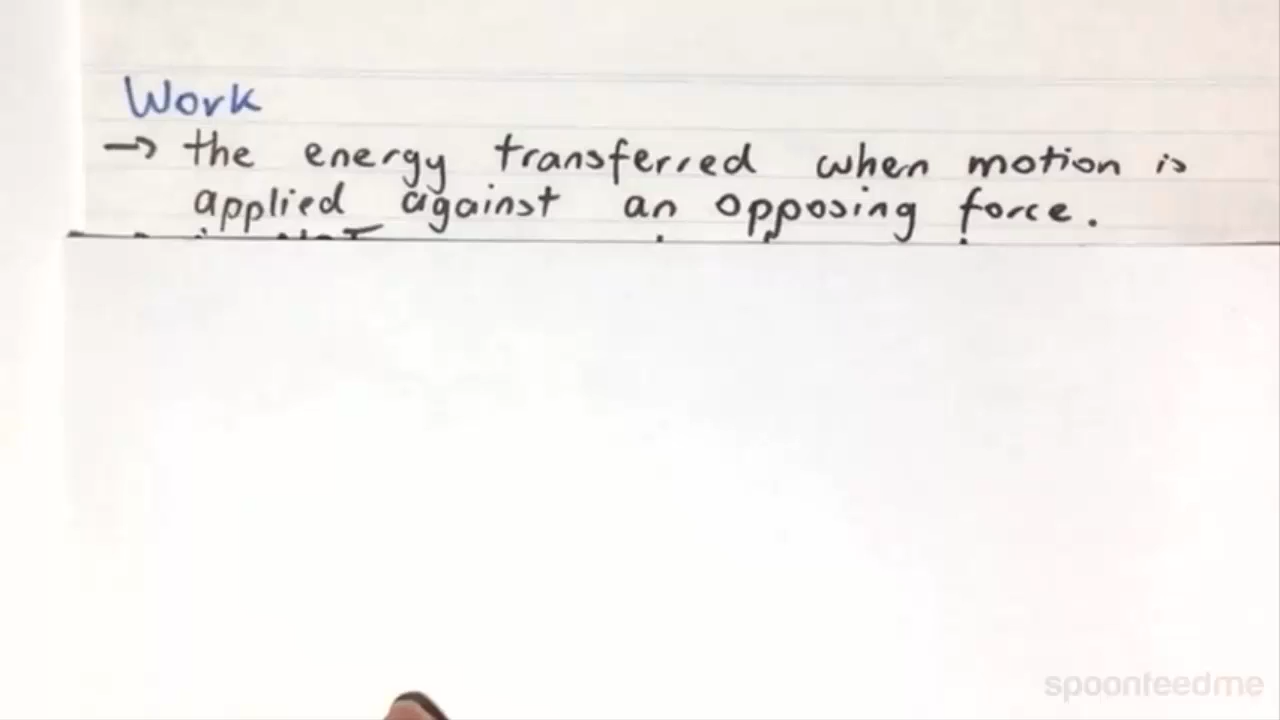 Work
→ the energy transferred when motion is
applied against an opposing force.
spoonfeedme